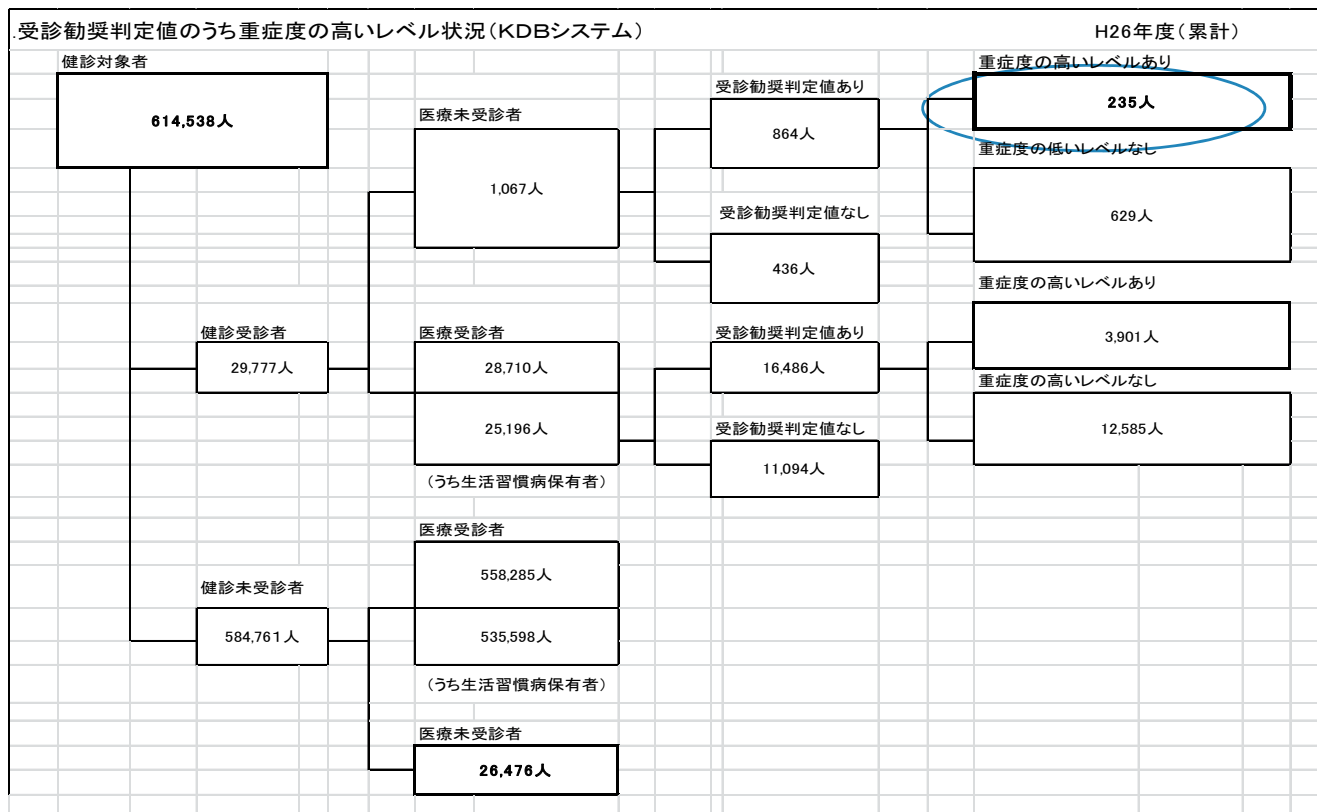 .受診勧奨判定値のうち重症度の高いレベル状況(KDBシステム) H26年度(累計)
健診対象者
614,538人
重症度の高いレベルあり
235人
受診勧奨判定値あり
864人
医療未受診者
1,067人
重症度の低いレベルなし
629人
受診勧奨判定値なし
436人
重症度の高いレベルあり
3,901人
健診受診者
29,777人
医療受診者
28,710人
25,196人
(うち生活習慣病保有者)
受診勧奨判定値あり
16,486人
重症度の高いレベルなし
12,585人
受診勧奨判定値なし
11,094人
医療受診者
558,285人
535,598人
(うち生活習慣病保有者)
健診未受診者
584,761人
医療未受診者
26,476人